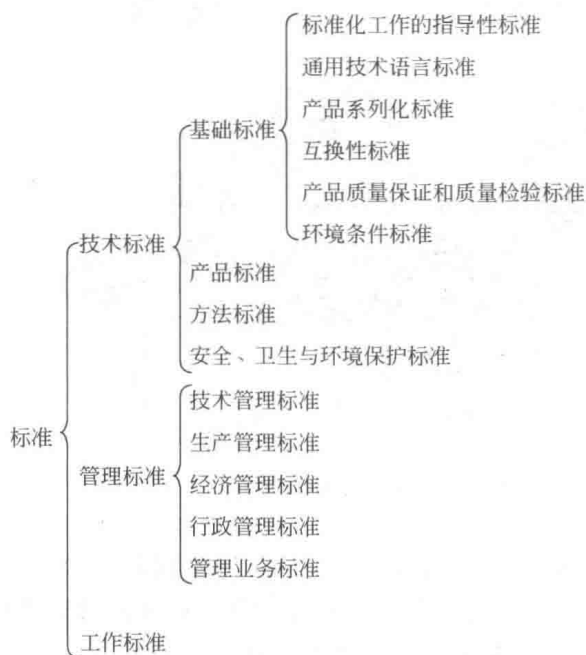 标准化工作的指导性标准
通用技术语言标准
产品系列化标准
基础标准
互换性标准
产品质量保证和质量检验标准
环境条件标准
技术标准
产品标准
方法标准
安全、卫生与环境保护标准
技术管理标准
标准
生产管理标准
管理标准
经济管理标准
行政管理标准
管理业务标准
工作标准